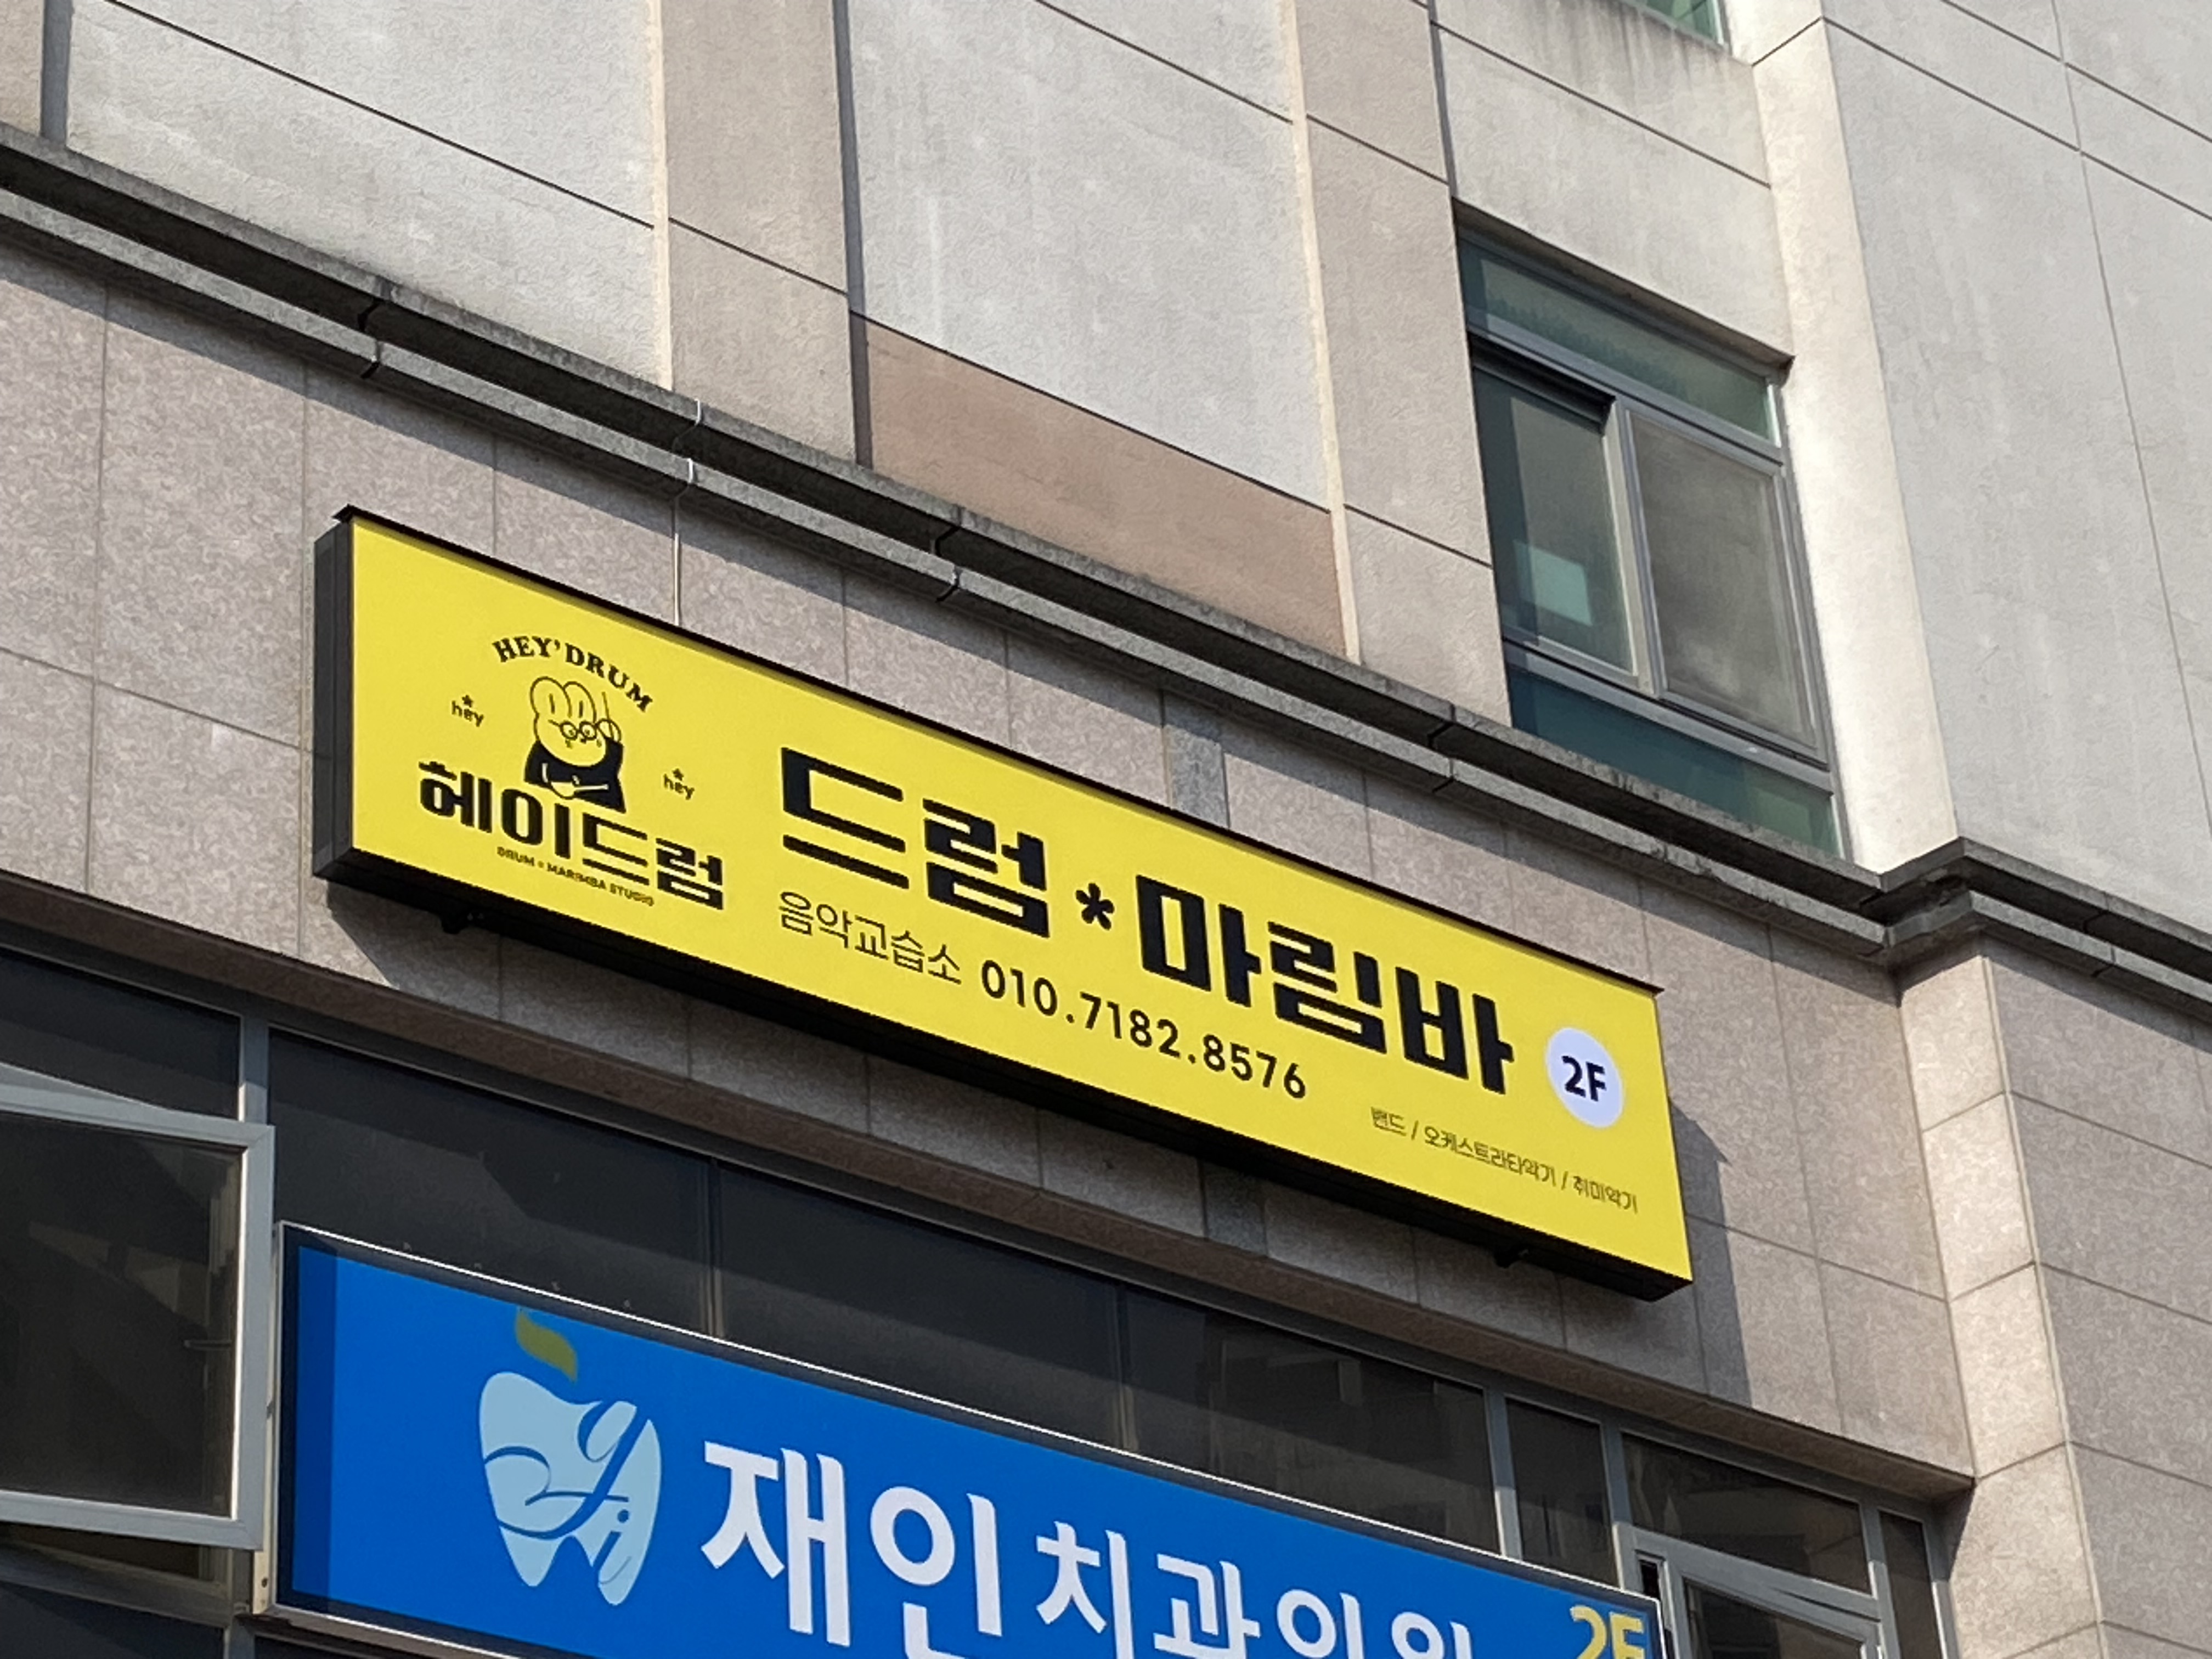 HEY'DRUM
hey
hey
헤이드럼
DRUM * MARIMBA STUDIO
드럼*마림바
음악교습소 010.7182.8576
2F
밴드 / 오케스트라타악기 / 취미악기
재인치과의원
2F